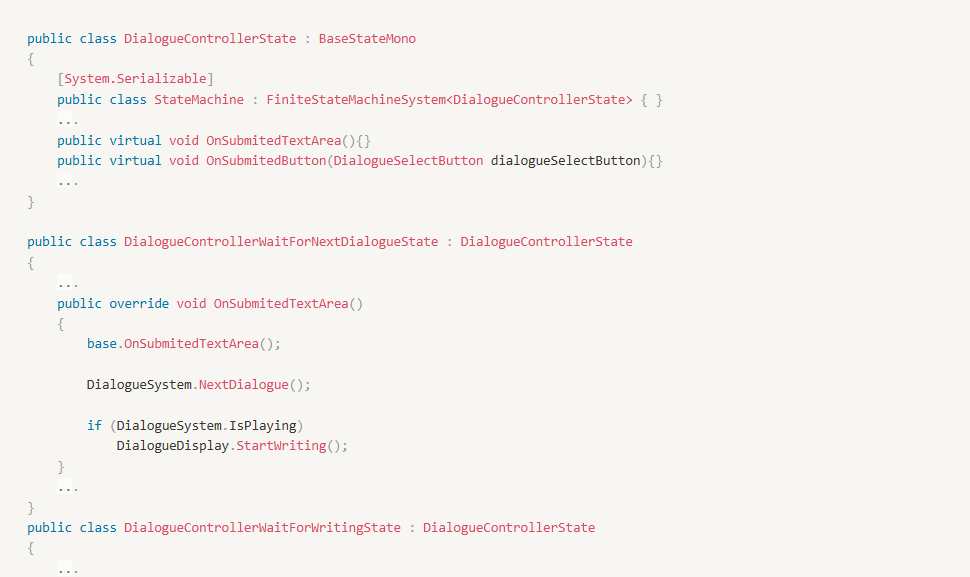 public class DialogueControllerState : BaseStateMono
{
    [System.Serializable]
    public class StateMachine : FiniteStateMachineSystem<DialogueControllerState> { }
    ...
    public virtual void OnSubmitedTextArea(){}
    public virtual void OnSubmitedButton(DialogueSelectButton dialogueSelectButton){}
    ...
}

public class DialogueControllerWaitForNextDialogueState : DialogueControllerState
{
    ...
    public override void OnSubmitedTextArea()
    {
        base.OnSubmitedTextArea();

        DialogueSystem.NextDialogue();

        if (DialogueSystem.IsPlaying)
            DialogueDisplay.StartWriting();
    }
    ...
}
public class DialogueControllerWaitForWritingState : DialogueControllerState
{
    ...